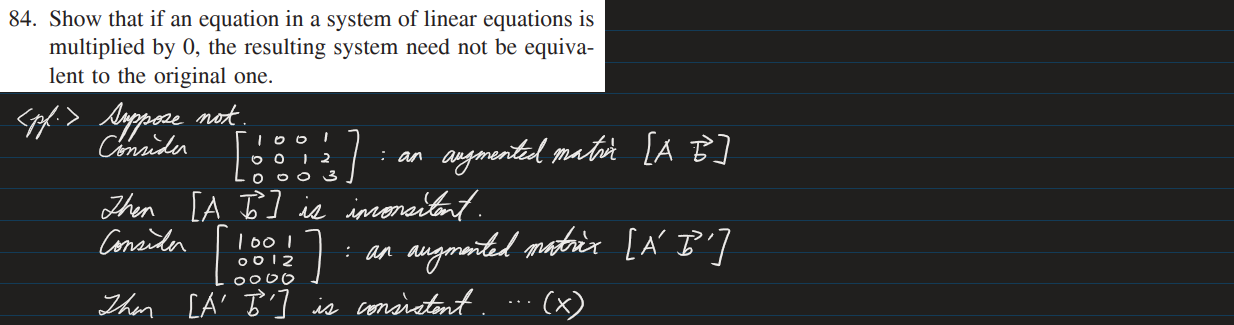 84. Show that if an equation in a system of linear equations is
multiplied by 0, the resulting system need not be equiva-
lent to the original one.
<pf.> Suppose not.
Consider [1 0 0 1
0 0 1 2
0 0 0 3] : an augmented matrix [A b⃗]
Then [A b⃗] is inconsitent.
Consider [1 0 0 1
0 0 1 2
0 0 0 0] : an augmented matrix [A' b⃗']
Then [A' b⃗'] is consistent. ... (X)